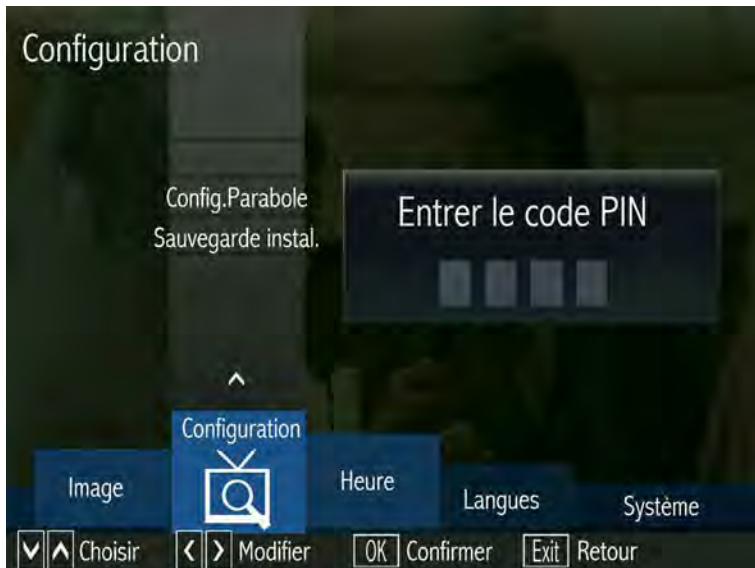 Configuration
Config.Parabole
Sauvegarde instal.
Entrer le code PIN
Configuration
Image
Heure
Langues
Système
Choisir
Modifier
OK Confirmer
Exit Retour